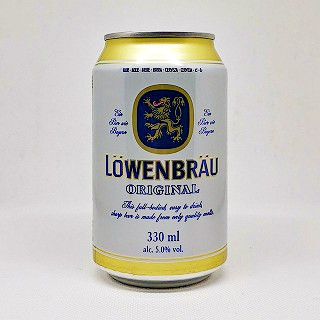 Ein
Bier wie
Bayern
Ein
Bier wie
Bayern
LÖWENBRÄU
ORIGINAL
This full-bodied, easy to drink,
sharp beer is made from only quality malts.
330 ml
alc. 5.0% vol.